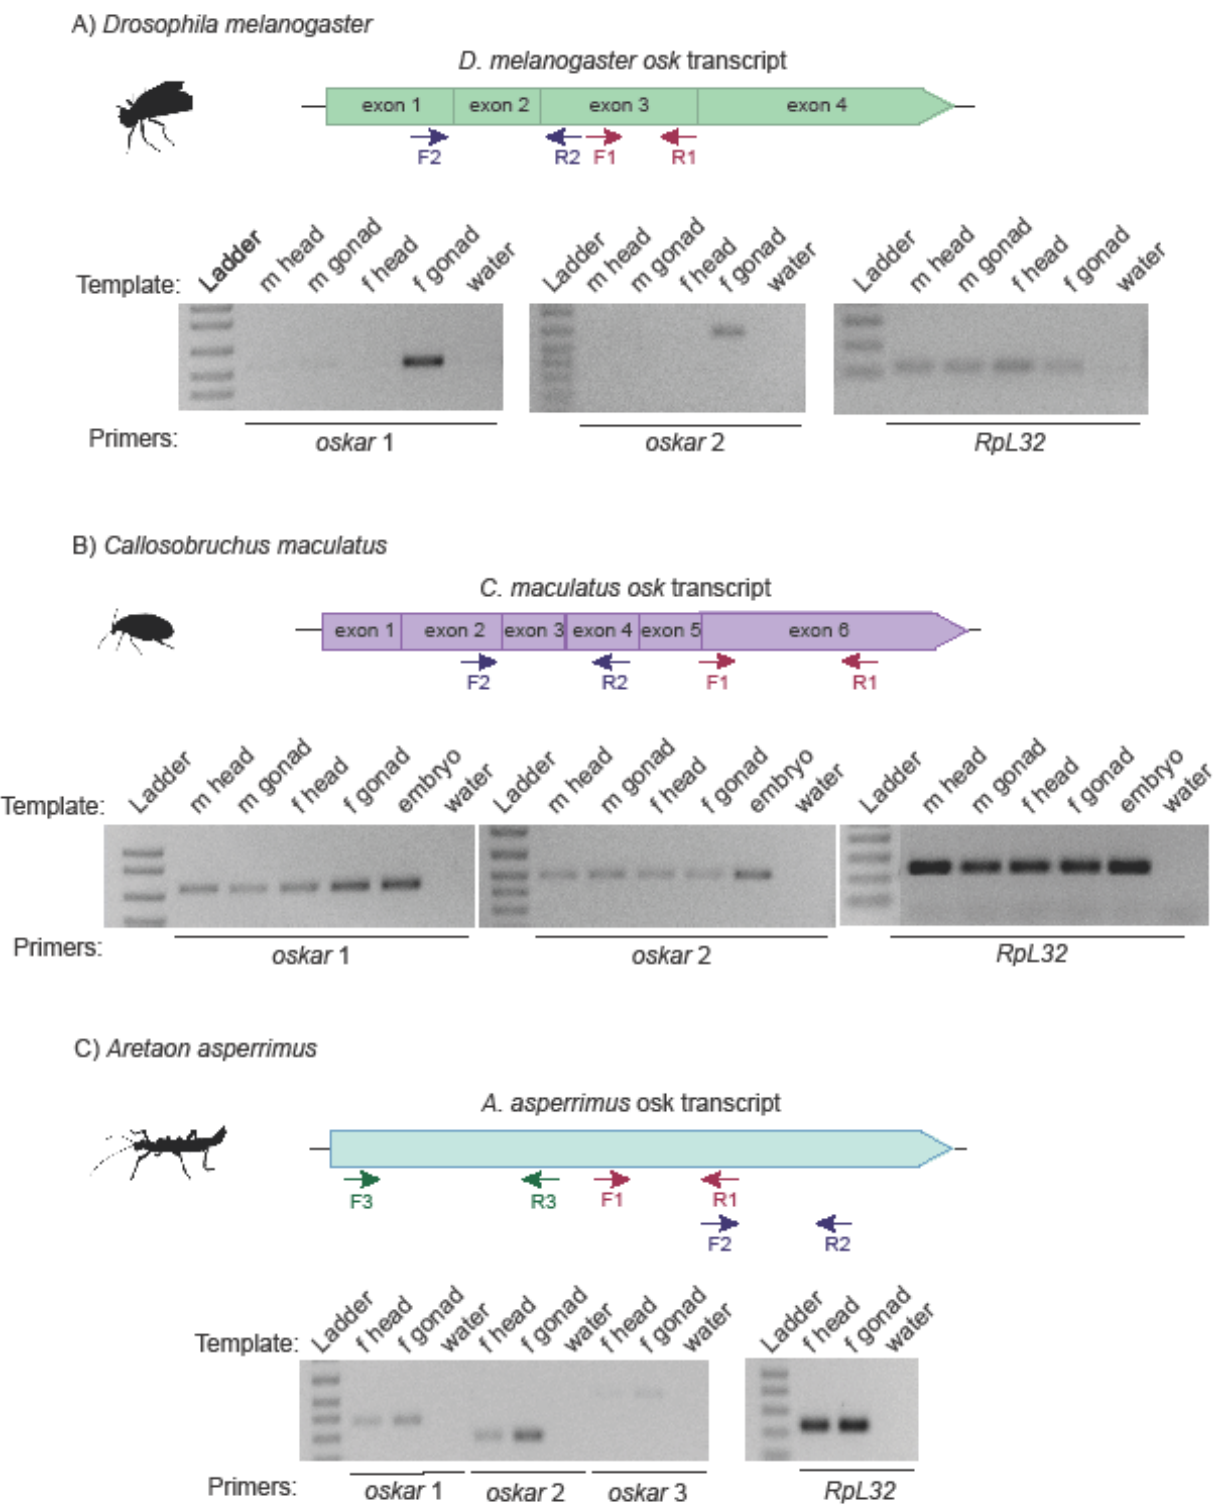 A) Drosophila melanogaster
D. melanogaster osk transcript
exon 1 exon 2 exon 3 exon 4
F2 R2 F1 R1
Template: Ladder m head m gonad f head f gonad water Ladder m head m gonad f head f gonad water Ladder m head m gonad f head f gonad water
Primers: oskar 1 oskar 2 RpL32
B) Callosobruchus maculatus
C. maculatus osk transcript
exon 1 exon 2 exon 3 exon 4 exon 5 exon 6
F2 R2 F1 R1
Template: Ladder m head m gonad f head f gonad embryo water Ladder m head m gonad f head f gonad embryo water Ladder m head m gonad f head f gonad embryo water
Primers: oskar 1 oskar 2 RpL32
C) Aretaon asperrimus
A. asperrimus osk transcript
F3 R3 F1 R1
F2 R2
Template: Ladder f head f gonad water f head f gonad water f head f gonad water Ladder f head f gonad water
Primers: oskar 1 oskar 2 oskar 3 RpL32